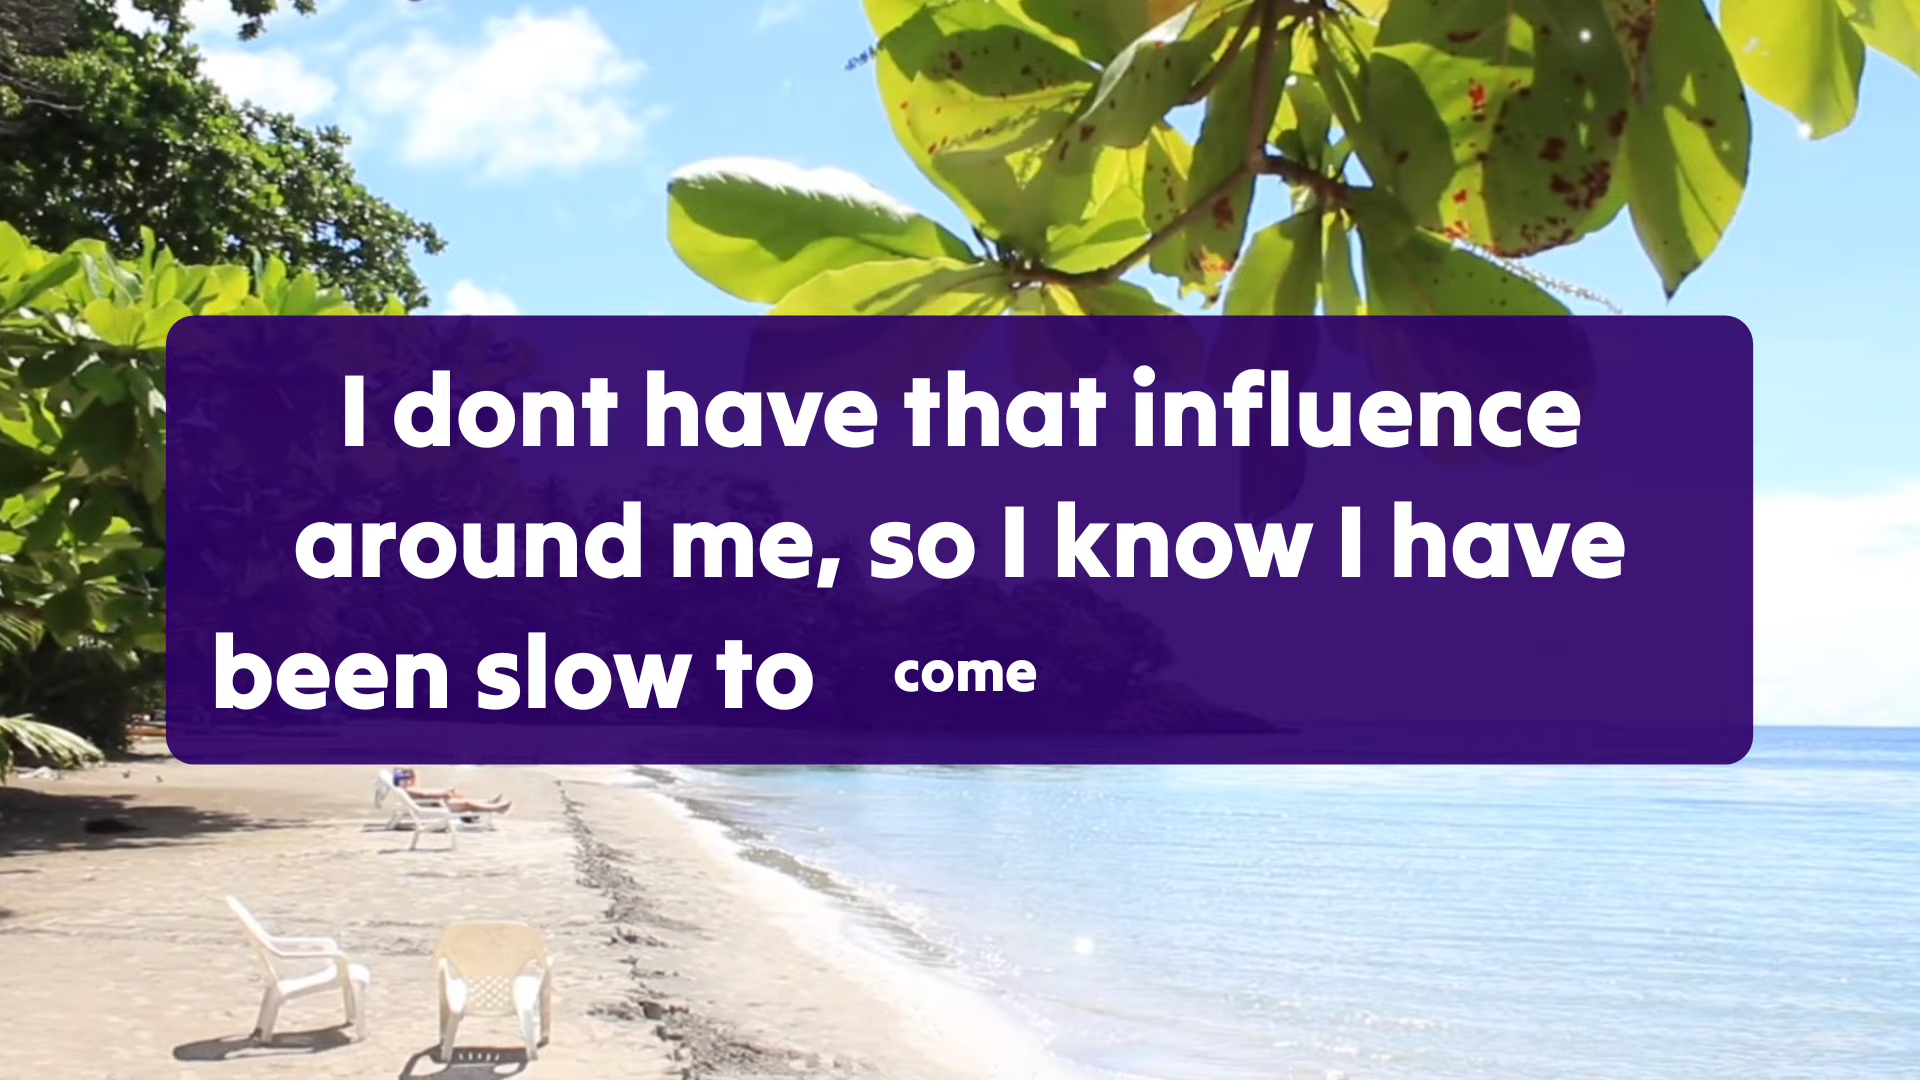 I dont have that influence
around me, so I know I have
been slow to come